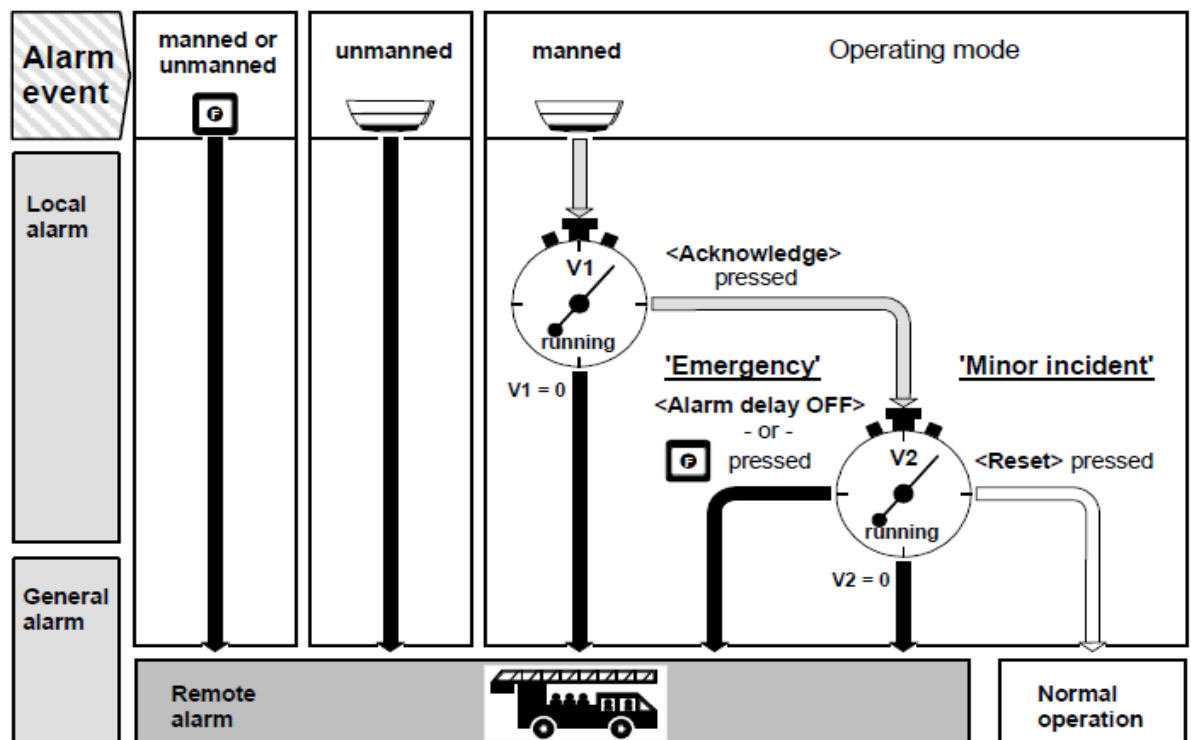 Alarm
event
manned or
unmanned
F
unmanned
manned
Operating mode
Local
alarm
V1
running
<Acknowledge>
pressed
V1 = 0
'Emergency'
<Alarm delay OFF>
- or -
F
pressed
'Minor incident'
V2
running
<Reset> pressed
V2 = 0
General
alarm
Remote
alarm
Normal
operation